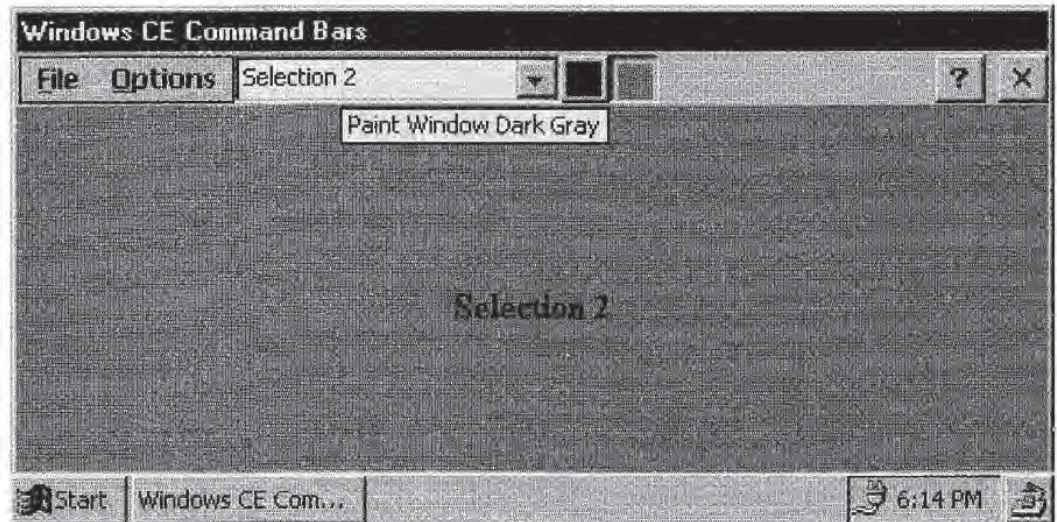 Windows CE Command Bars
File Options Selection 2 ? ×
Paint Window Dark Gray
Selection 2
Start Windows CE Com... 6:14 PM